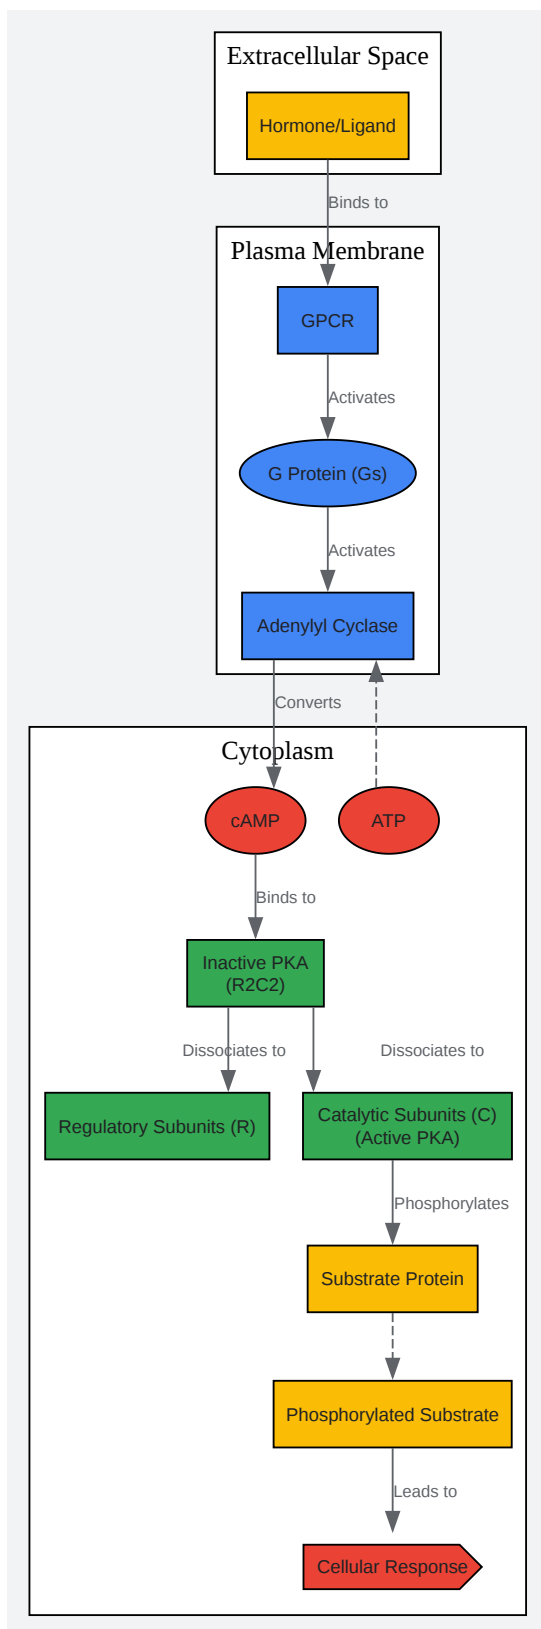 Extracellular Space
Hormone/Ligand
Binds to
Plasma Membrane
GPCR
Activates
G Protein (Gs)
Activates
Adenylyl Cyclase
Converts
Cytoplasm
cAMP
ATP
Binds to
Inactive PKA
(R2C2)
Dissociates to
Dissociates to
Regulatory Subunits (R)
Catalytic Subunits (C)
(Active PKA)
Phosphorylates
Substrate Protein
Phosphorylated Substrate
Leads to
Cellular Response